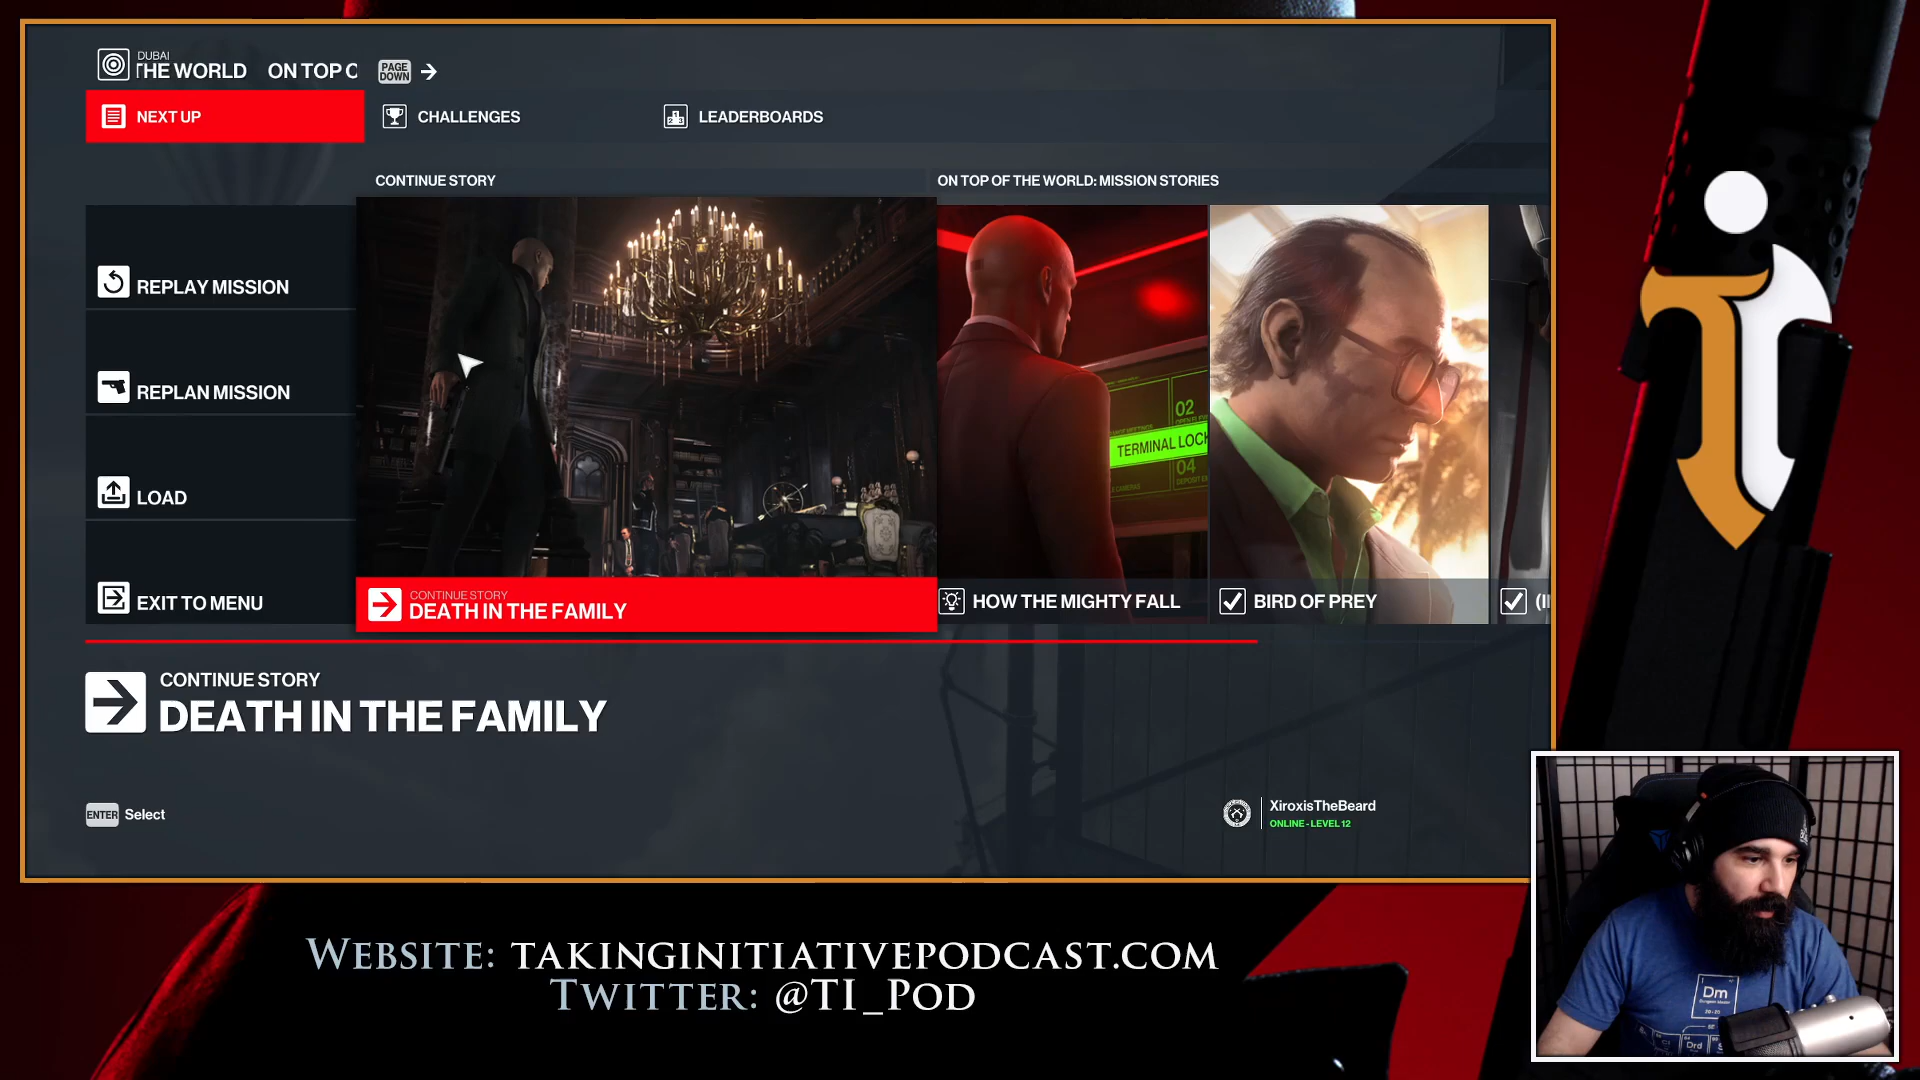 DUBAI
THE WORLD ON TOP O
PAGE DOWN
NEXT UP
CHALLENGES
LEADERBOARDS
CONTINUE STORY
ON TOP OF THE WORLD: MISSION STORIES
REPLAY MISSION
REPLAN MISSION
LOAD
EXIT TO MENU
02
TERMINAL LOCK
04
CONTINUE STORY
DEATH IN THE FAMILY
HOW THE MIGHTY FALL
BIRD OF PREY
(I
CONTINUE STORY
DEATH IN THE FAMILY
ENTER Select
XiroxisTheBeard
ONLINE - LEVEL 12
Dm
Drd
WEBSITE: TAKINGINITIATIVEPODCAST.COM
TWITTER: @TI_POD